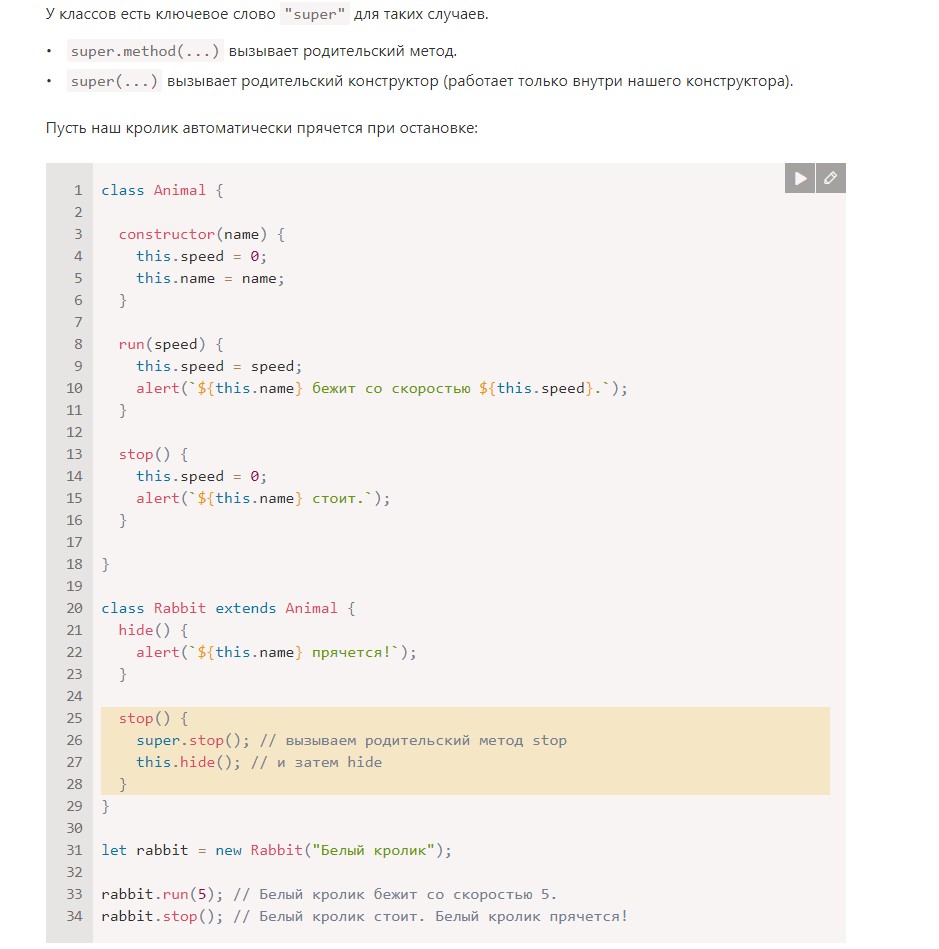 У классов есть ключевое слово "super" для таких случаев.
• super.method(...) вызывает родительский метод.
• super(...) вызывает родительский конструктор (работает только внутри нашего конструктора).
Пусть наш кролик автоматически прячется при остановке:
1 class Animal {
2
3   constructor(name) {
4     this.speed = 0;
5     this.name = name;
6   }
7
8   run(speed) {
9     this.speed = speed;
10     alert(`${this.name} бежит со скоростью ${this.speed}.`);
11   }
12
13   stop() {
14     this.speed = 0;
15     alert(`${this.name} стоит.`);
16   }
17
18 }
19
20 class Rabbit extends Animal {
21   hide() {
22     alert(`${this.name} прячется!`);
23   }
24
25   stop() {
26     super.stop(); // вызываем родительский метод stop
27     this.hide(); // и затем hide
28   }
29 }
30
31 let rabbit = new Rabbit("Белый кролик");
32
33 rabbit.run(5); // Белый кролик бежит со скоростью 5.
34 rabbit.stop(); // Белый кролик стоит. Белый кролик прячется!